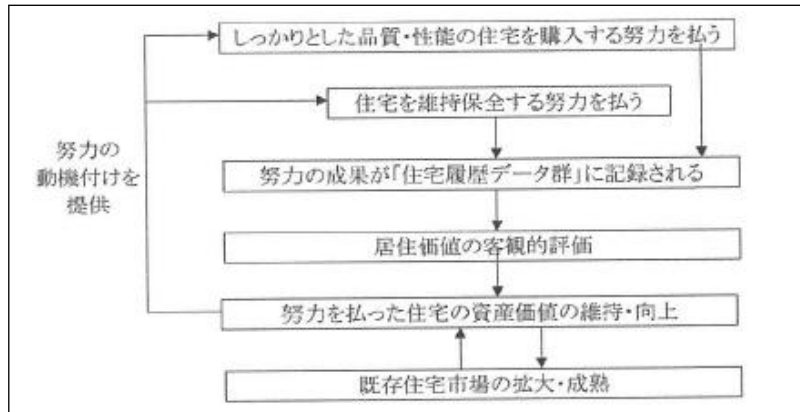 しっかりとした品質・性能の住宅を購入する努力を払う
住宅を維持保全する努力を払う
努力の
動機付けを
提供
努力の成果が「住宅履歴データ群」に記録される
居住価値の客観的評価
努力を払った住宅の資産価値の維持・向上
既存住宅市場の拡大・成熟